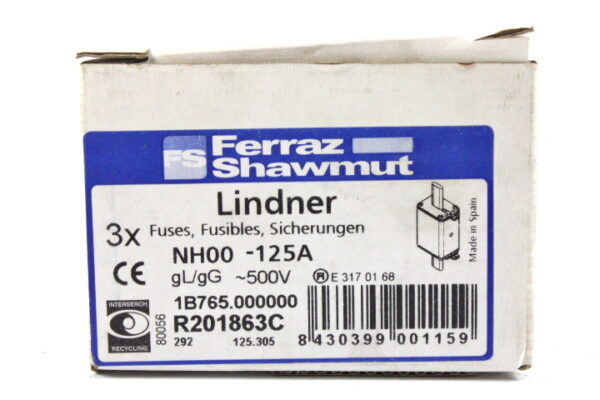 FS Ferraz Shawmut
Lindner
3x Fuses, Fusibles, Sicherungen
NH00 -125A
gL/gG ~500V
E 317 01 68
CE
Made in Spain
INTERSEROH
RECYCLING
80056
1B765.000000
R201863C
292 125.305
8 430399 001159